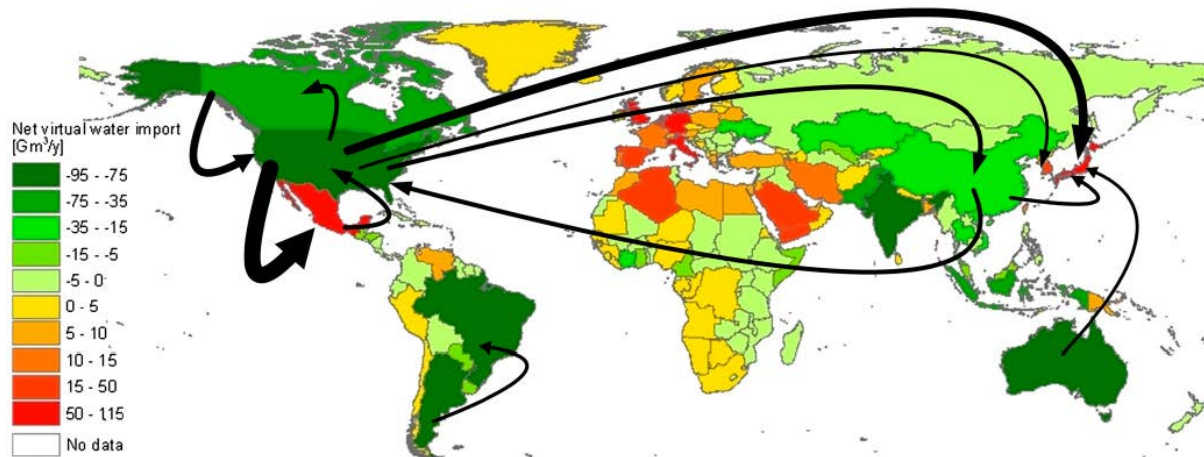 Net virtual water import
[Gm³/y]
-95 - -75
-75 - -35
-35 - -15
-15 - -5
-5 - 0
0 - 5
5 - 10
10 - 15
15 - 50
50 - 115
No data